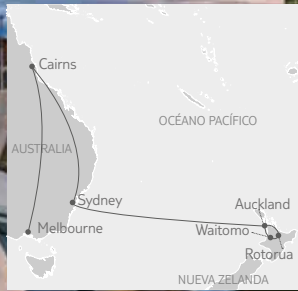 Cairns
OCÉANO PACÍFICO
AUSTRALIA
Sydney
Auckland
Melbourne
Waitomo
Rotorua
NUEVA ZELANDA